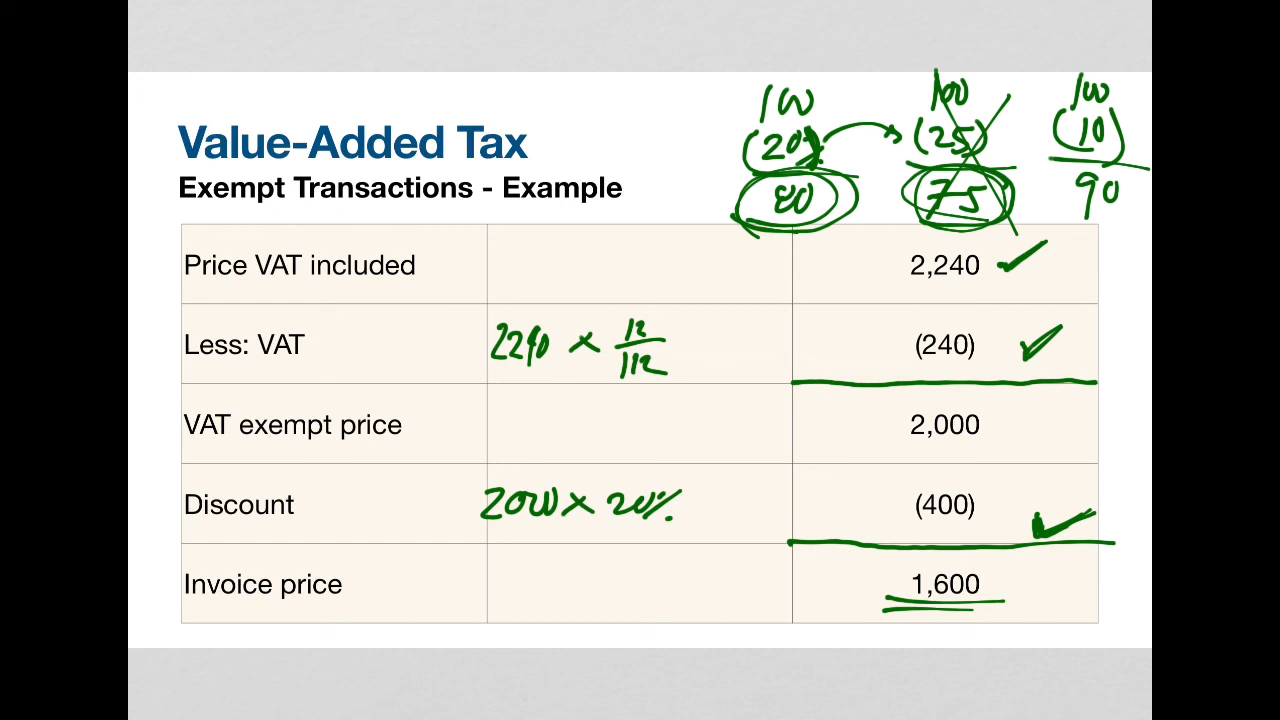 100 100 100
(20) (25) (10)
80 75 90
Value-Added Tax
Exempt Transactions - Example
Price VAT included 2,240
Less: VAT 2240 × 12/112 (240)
VAT exempt price 2,000
Discount 2000 × 20% (400)
Invoice price 1,600